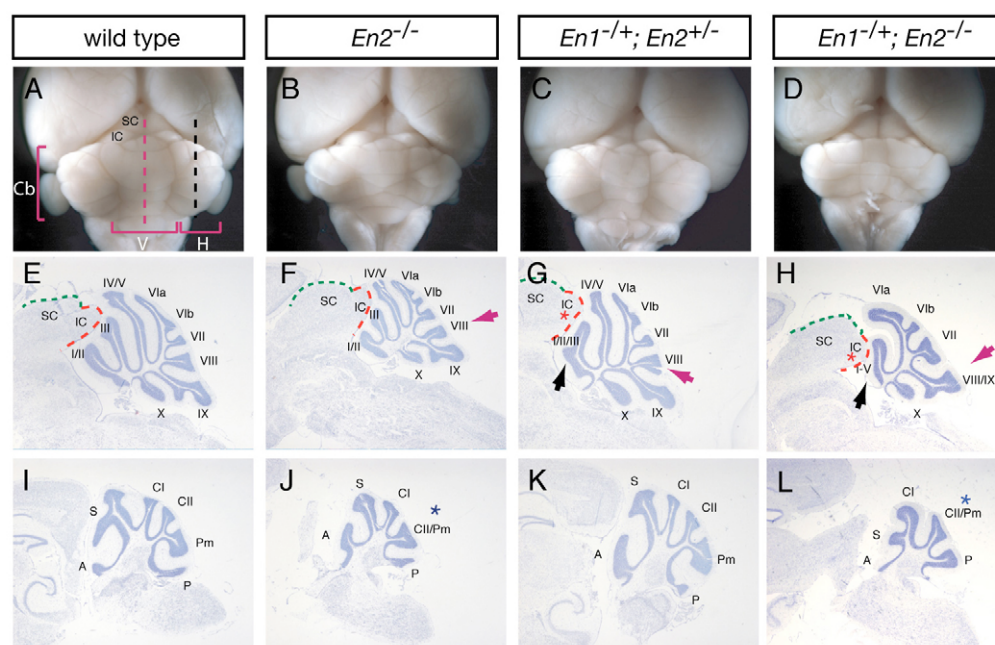 wild type
En2-/-
En1-/+; En2+/-
En1-/+; En2-/-
A
SC
IC
Cb
V
H
B
C
D
E
IV/V
VIa
VIb
VII
VIII
IX
X
I/II
III
IC
SC
F
IV/V
VIa
VIb
VII
VIII
IX
X
I/II
III
IC
SC
G
IV/V
VIa
VIb
VII
VIII
IX
X
I/II/III
IC
*
SC
H
VIa
VIb
VII
VIII/IX
X
I-V
IC
*
SC
I
S
CI
CII
Pm
P
A
J
S
CI
*
CII/Pm
P
A
K
S
CI
CII
Pm
P
A
L
CI
*
CII/Pm
S
P
A